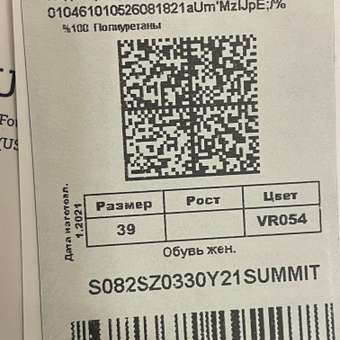 010461010526081821aUm'MzIJpE;/%
%100 Полиуретаны
Дата изготовл.
1.2021
Размер Рост Цвет
39 VR054
Обувь жен.
S082SZ0330Y21SUMMIT